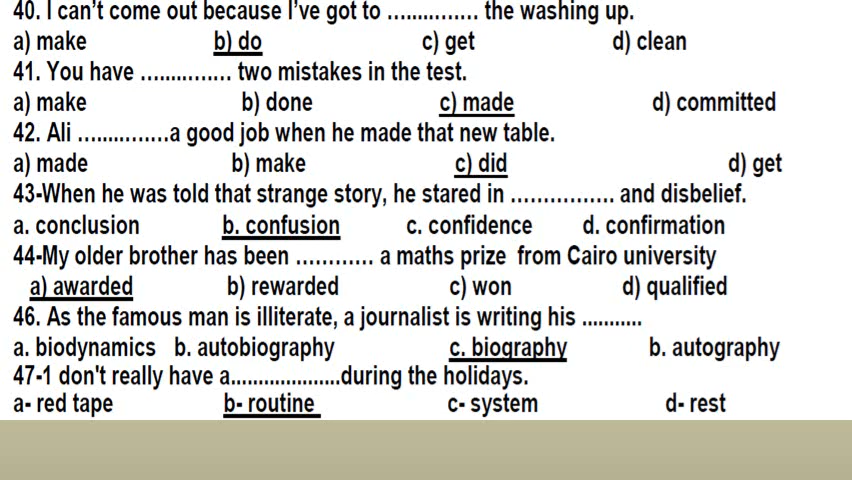 40. I can’t come out because I’ve got to ….....……. the washing up.
a) make b) do c) get d) clean
41. You have ….....……. two mistakes in the test.
a) make b) done c) made d) committed
42. Ali ….....…….a good job when he made that new table.
a) made b) make c) did d) get
43-When he was told that strange story, he stared in ……………. and disbelief.
a. conclusion b. confusion c. confidence d. confirmation
44-My older brother has been ………… a maths prize from Cairo university
a) awarded b) rewarded c) won d) qualified
46. As the famous man is illiterate, a journalist is writing his ...........
a. biodynamics b. autobiography c. biography b. autography
47-1 don't really have a....................during the holidays.
a- red tape b- routine c- system d- rest